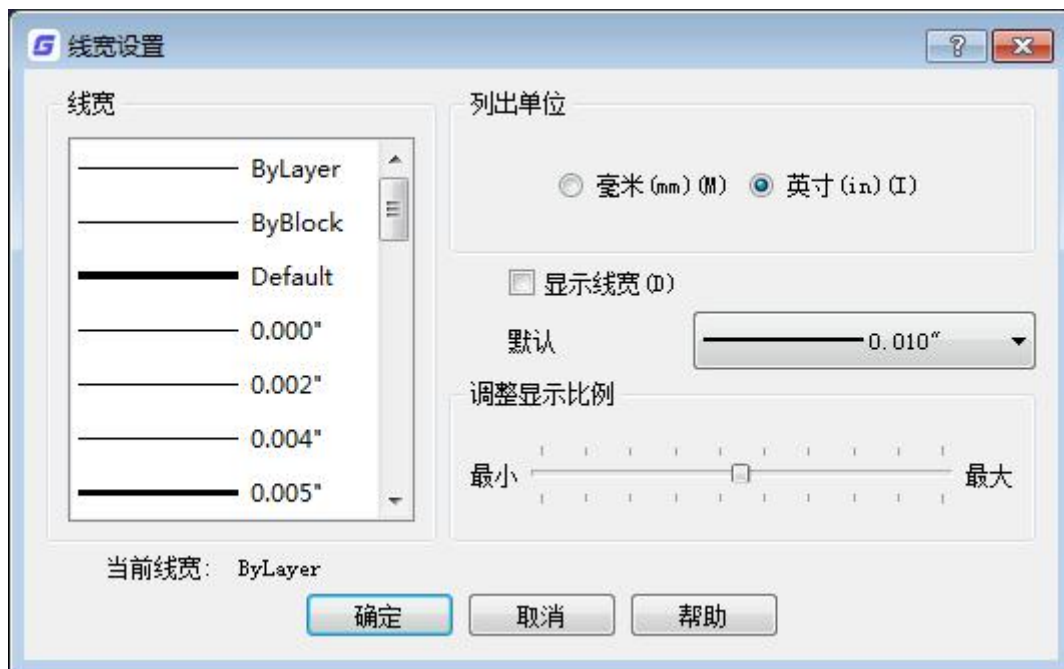 线宽设置
线宽
ByLayer
ByBlock
Default
0.000"
0.002"
0.004"
0.005"
列出单位
毫米(mm)(M) 英寸(in)(I)
显示线宽(D)
默认 0.010"
调整显示比例
最小 最大
当前线宽: ByLayer
确定 取消 帮助